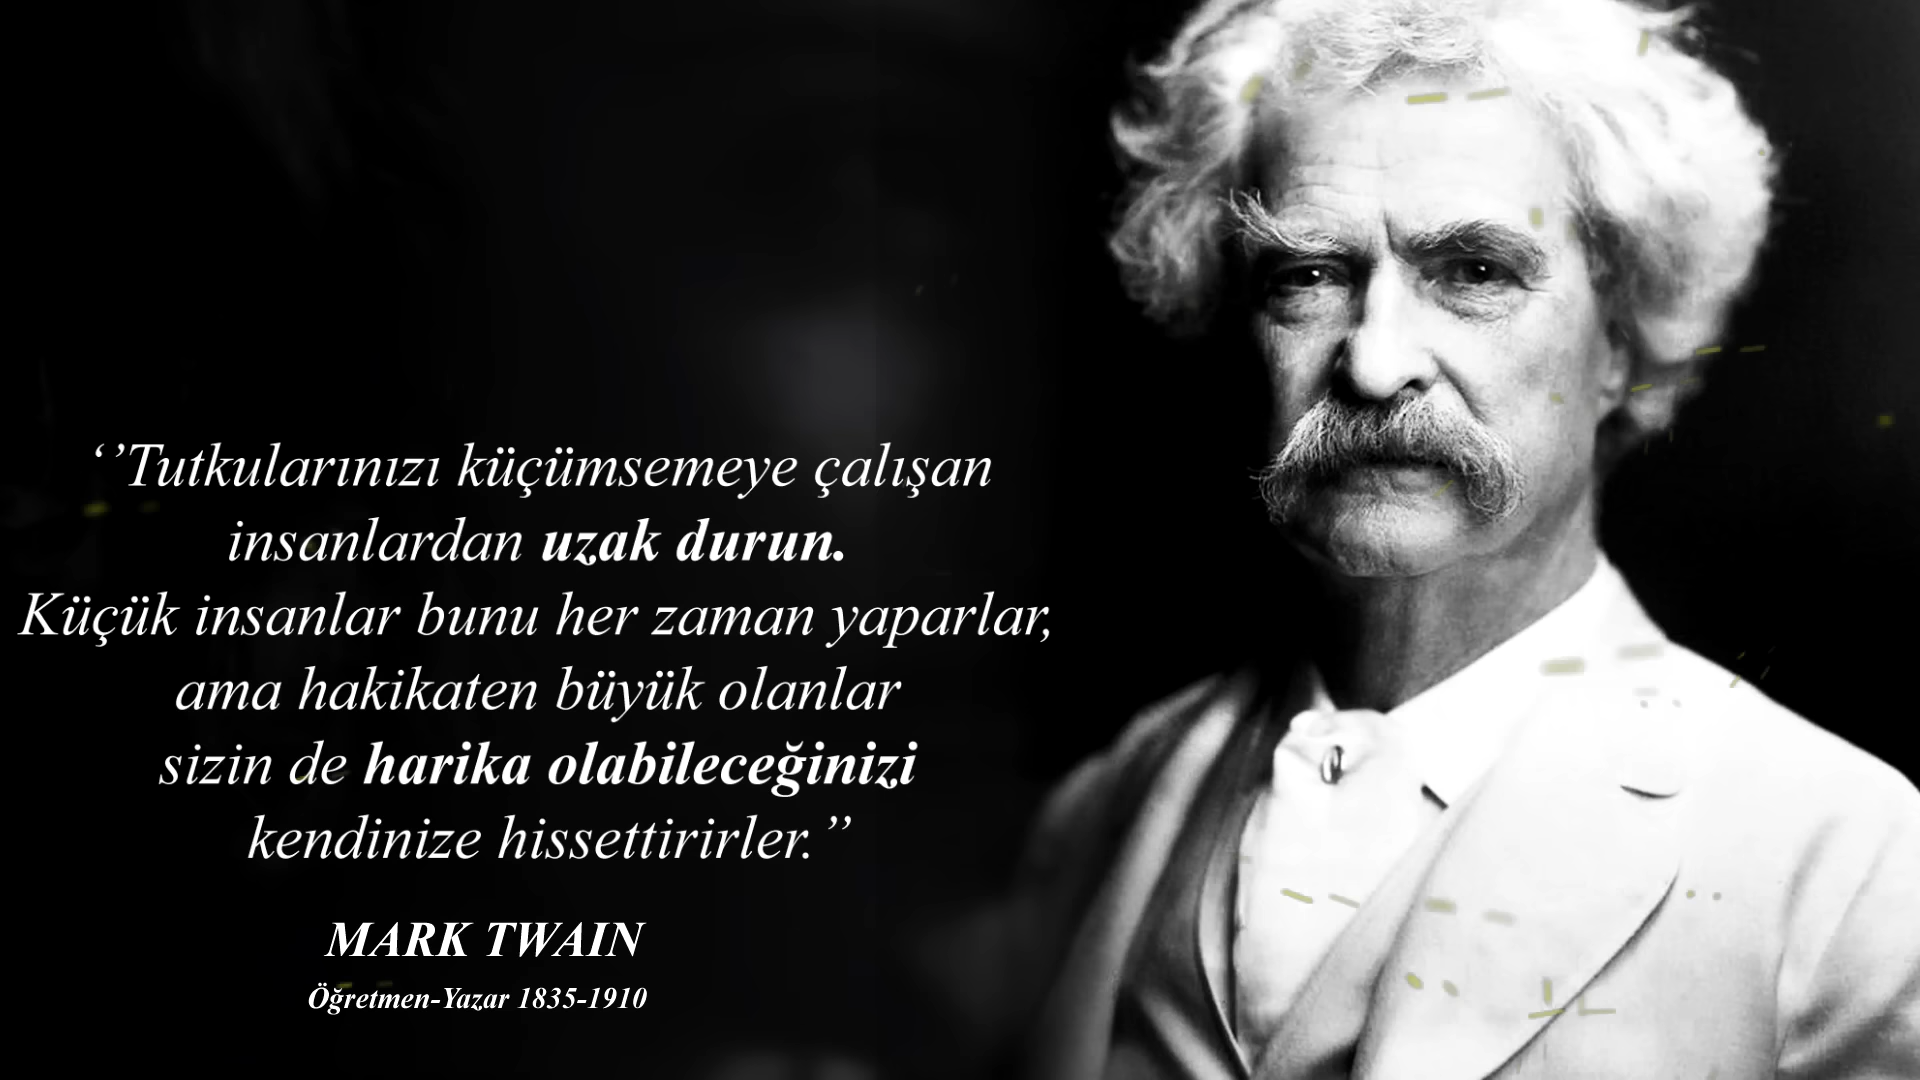 ‘’Tutkularınızı küçümsemeye çalışan
insanlardan uzak durun.
Küçük insanlar bunu her zaman yaparlar,
ama hakikaten büyük olanlar
sizin de harika olabileceğinizi
kendinize hissettirirler.’’
MARK TWAIN
Öğretmen-Yazar 1835-1910